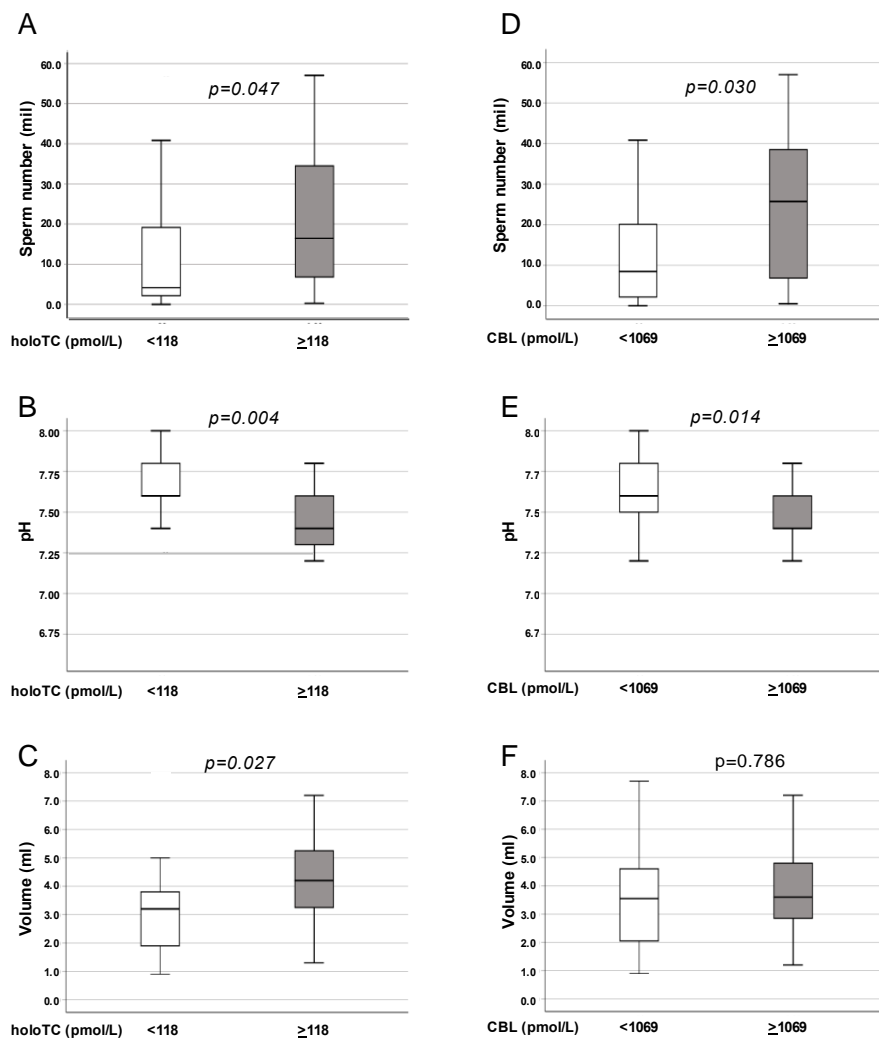 A
p=0.047
Sperm number (mil)
60.0
50.0
40.0
30.0
20.0
10.0
0.0
holoTC (pmol/L) <118 ≥118
D
p=0.030
Sperm number (mil)
60.0
50.0
40.0
30.0
20.0
10.0
0.0
CBL (pmol/L) <1069 ≥1069
B
p=0.004
pH
8.00
7.75
7.50
7.25
7.00
6.75
holoTC (pmol/L) <118 ≥118
E
p=0.014
pH
8.0
7.7
7.5
7.2
7.0
6.7
CBL (pmol/L) <1069 ≥1069
C
p=0.027
Volume (ml)
8.0
7.0
6.0
5.0
4.0
3.0
2.0
1.0
0.0
holoTC (pmol/L) <118 ≥118
F
p=0.786
Volume (ml)
8.0
7.0
6.0
5.0
4.0
3.0
2.0
1.0
0.0
CBL (pmol/L) <1069 ≥1069